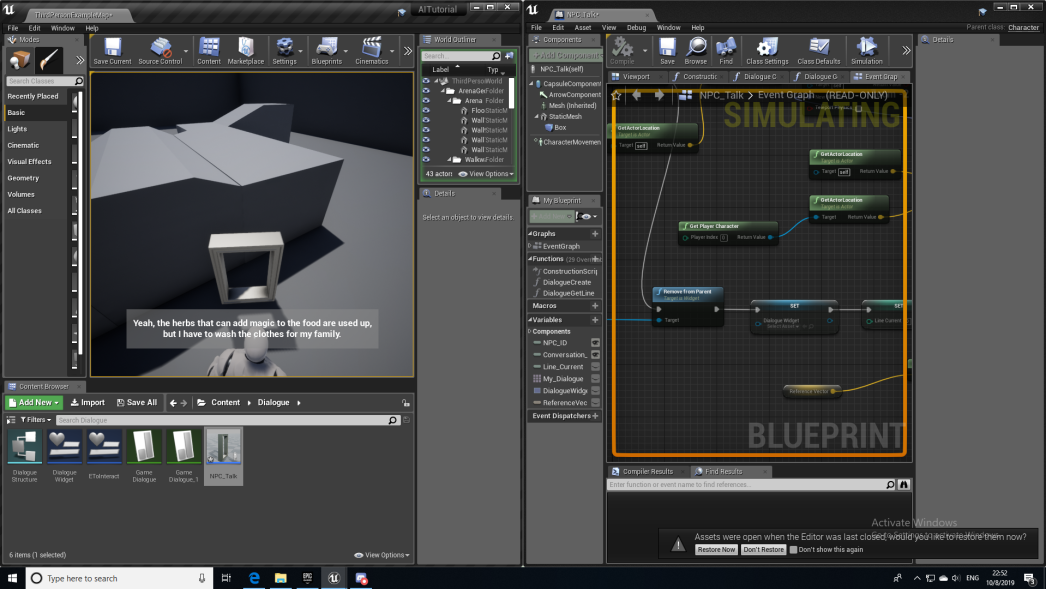 ThirdPersonExampleMap•
AITutorial
File Edit Window Help
Modes
Search Classes
Recently Placed
Basic
Lights
Cinematic
Visual Effects
Geometry
Volumes
All Classes
Save Current
Source Control
Content
Marketplace
Settings
Blueprints
Cinematics
Yeah, the herbs that can add magic to the food are used up,
but I have to wash the clothes for my family.
World Outliner
Search...
Label
Typ
ThirdPersonWorld
ArenaGeo Folder
Arena Folder
Floo StaticM
Wall StaticM
Wall StaticM
Wall StaticM
Walkwa Folder
43 actors
View Options
Details
Select an object to view details.
Content Browser
Add New
Import
Save All
Content
Dialogue
Filters
Search Dialogue
Dialogue Structure
Dialogue Widget
EToInteract
Game Dialogue
Game Dialogue_1
NPC_Talk
6 items (1 selected)
View Options
NPC_Talk•
File Edit Asset View Debug Window Help
Parent class: Character
Components
+Add Component
NPC_Talk(self)
CapsuleComponent
ArrowComponent
Mesh (Inherited)
StaticMesh
Box
CharacterMovemen
My Blueprint
Graphs
EventGraph
Functions (29 Overri
ConstructionScrip
DialogueCreate
DialogueGetLine
Macros
Variables
Components
NPC_ID
Conversation_
Line_Current
My_Dialogue
DialogueWidge
ReferenceVec
Event Dispatchers
Compile
Save
Browse
Find
Class Settings
Class Defaults
Simulation
Viewport
Constructic
Dialogue C
Dialogue G
Event Grap
NPC_Talk > Event Graph (READ-ONLY)
SIMULATING
GetActorLocation
Target is Actor
Target self Return Value
GetActorLocation
Target is Actor
Target self Return Value
GetActorLocation
Target is Actor
Target Return Value
Get Player Character
Player Index 0 Return Value
Remove from Parent
Target is Widget
Target
SET
Dialogue Widget
SET
Line Current
Reference Vector
BLUEPRINT
Compiler Results
Find Results
Enter function or event name to find references...
Details
Activate Windows
Assets were open when the Editor was last closed, would you like to restore them now?
Restore Now
Don't Restore
Don't show this again
Type here to search
ENG
22:52
10/8/2019
3